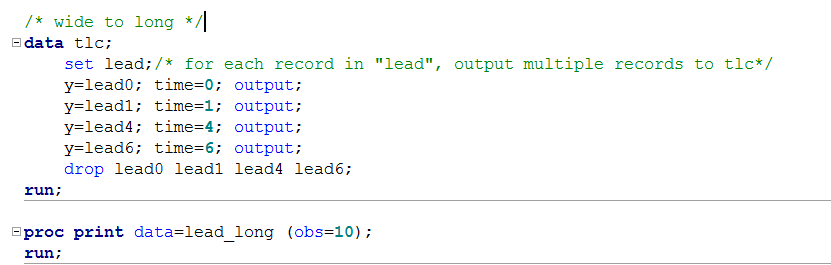 /* wide to long */
data tlc;
set lead;/* for each record in "lead", output multiple records to tlc*/
y=lead0; time=0; output;
y=lead1; time=1; output;
y=lead4; time=4; output;
y=lead6; time=6; output;
drop lead0 lead1 lead4 lead6;
run;
proc print data=lead_long (obs=10);
run;